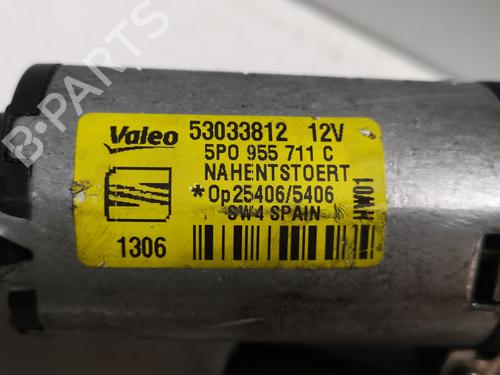 Valeo 53033812 12V
5P0 955 711 C
NAHENTSTOERT
*Op25406/5406
SW4 SPAIN
HW01
1306
B-PARTS